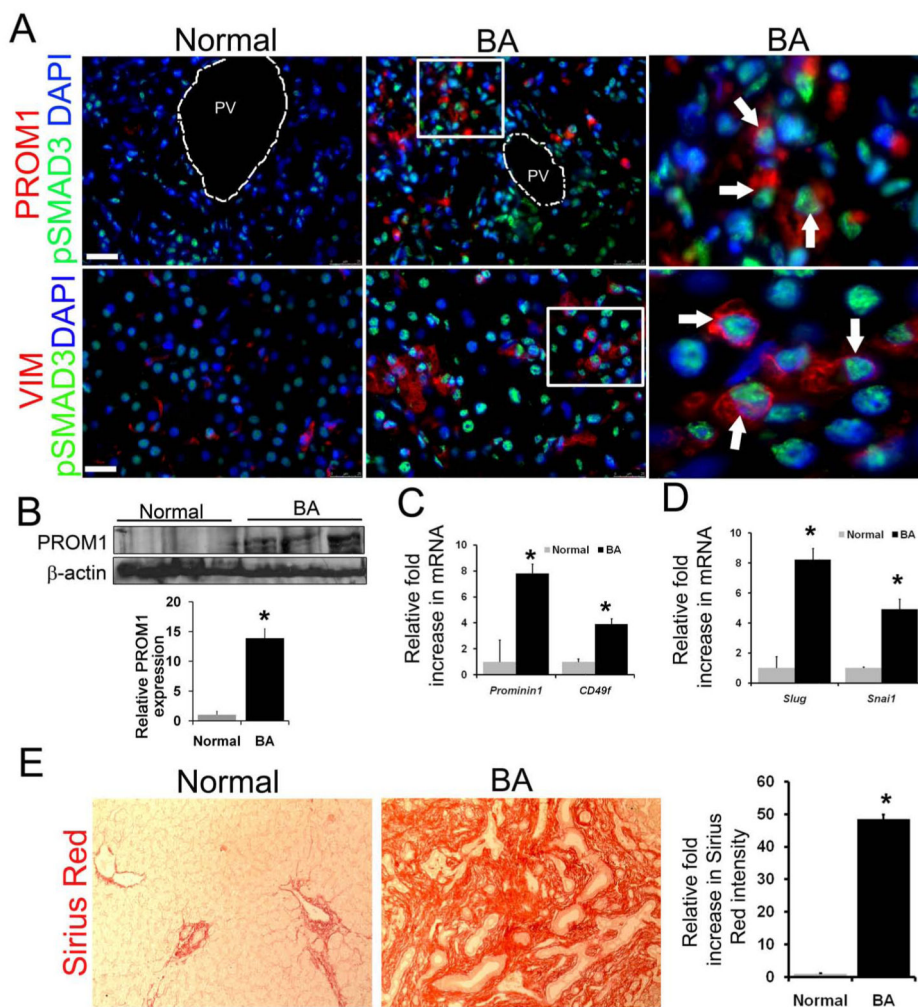 A
Normal
BA
BA
PROM1
pSMAD3 DAPI
PV
PV
VIM
pSMAD3DAPI
B
Normal
BA
PROM1
β-actin
Relative PROM1
expression
20
15
10
5
0
*
Normal
BA
C
Relative fold
increase in mRNA
Normal
BA
10
8
6
4
2
0
*
*
Prominin1
CD49f
D
Relative fold
increase in mRNA
Normal
BA
10
8
6
4
2
0
*
*
Slug
Snai1
E
Normal
BA
Sirius Red
Relative fold
increase in Sirius
Red intensity
60
50
40
30
20
10
0
*
Normal
BA